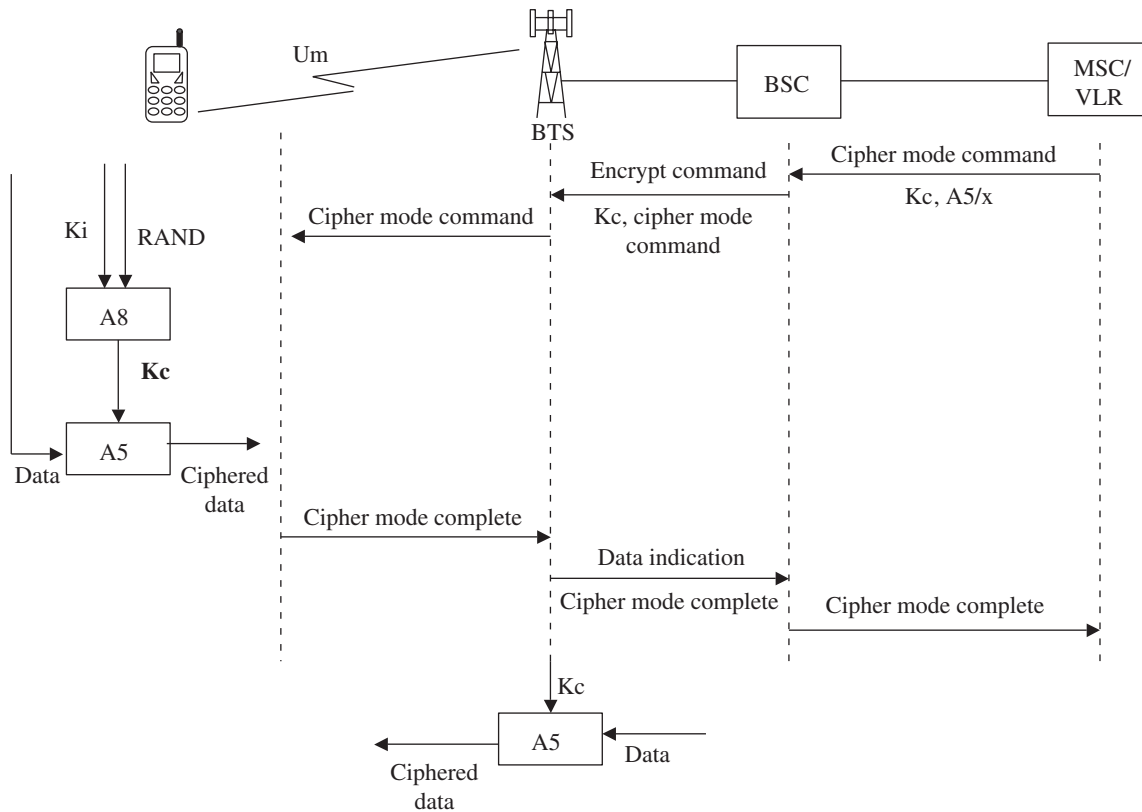 Um
BTS
BSC
MSC/
VLR
Cipher mode command
Kc, A5/x
Encrypt command
Kc, cipher mode
command
Cipher mode command
Ki
RAND
A8
Kc
A5
Data
Ciphered
data
Cipher mode complete
Data indication
Cipher mode complete
Cipher mode complete
Kc
A5
Data
Ciphered
data